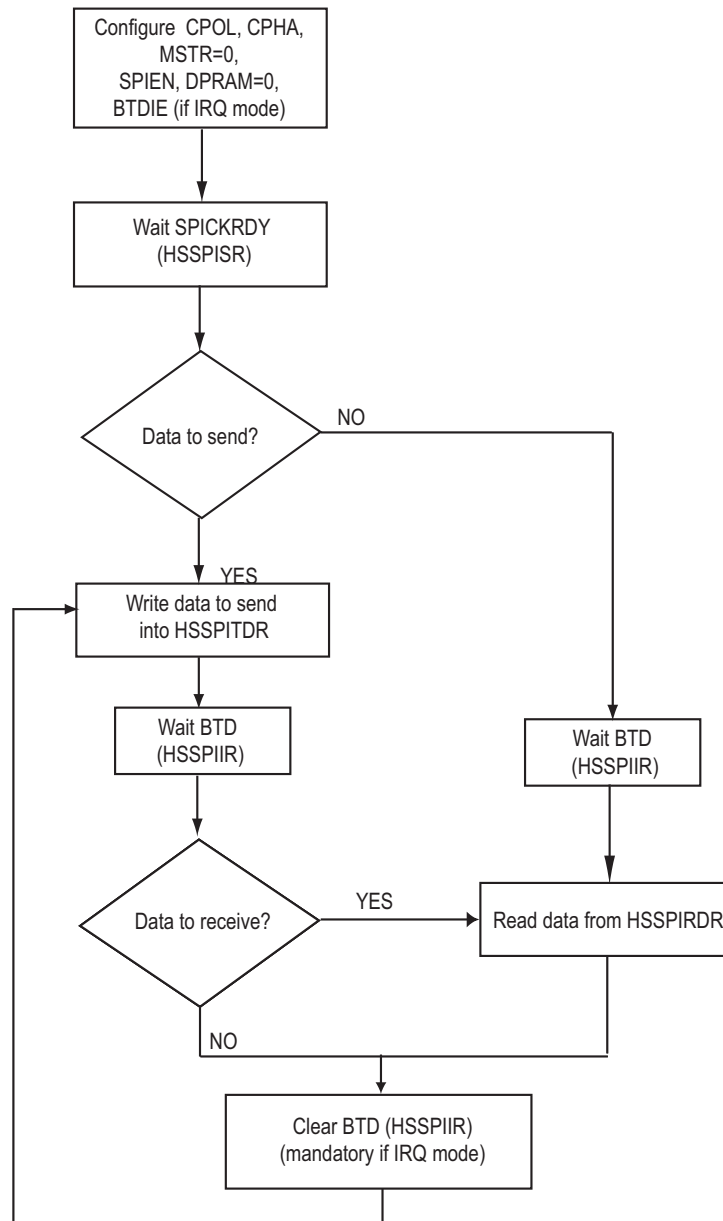 Configure CPOL, CPHA,
MSTR=0,
SPIEN, DPRAM=0,
BTDIE (if IRQ mode)
Wait SPICKRDY
(HSSPISR)
Data to send?
NO
YES
Write data to send
into HSSPITDR
Wait BTD
(HSSPIIR)
Wait BTD
(HSSPIIR)
Data to receive?
YES
Read data from HSSPIRDR
NO
Clear BTD (HSSPIIR)
(mandatory if IRQ mode)